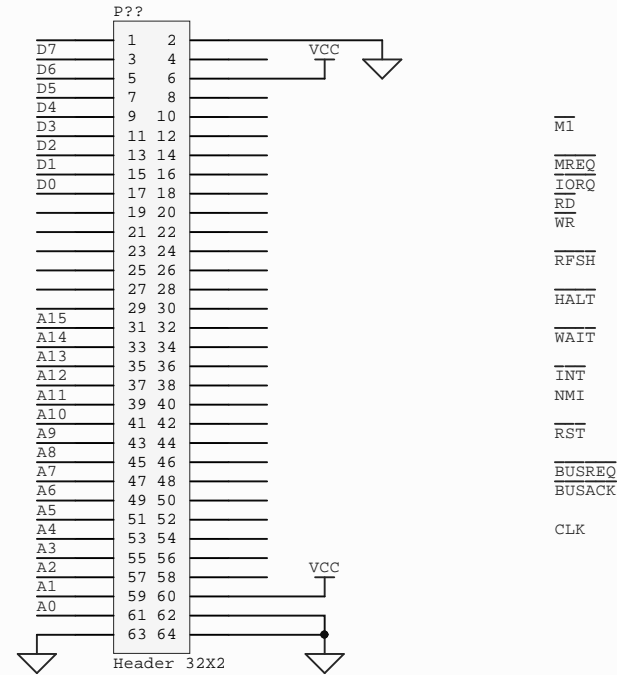 P??
1 2
VCC
D7
3 4
D6
5 6
D5
7 8
D4
9 10
D3
M1
11 12
D2
13 14
D1
MREQ
15 16
D0
IORQ
17 18
RD
19 20
WR
21 22
23 24
RFSH
25 26
27 28
HALT
29 30
A15
31 32
A14
WAIT
33 34
A13
35 36
A12
INT
37 38
A11
NMI
39 40
A10
41 42
A9
RST
43 44
A8
45 46
A7
BUSREQ
47 48
A6
BUSACK
49 50
A5
51 52
A4
CLK
53 54
A3
55 56
A2
VCC
57 58
A1
59 60
A0
61 62
63 64
Header 32X2